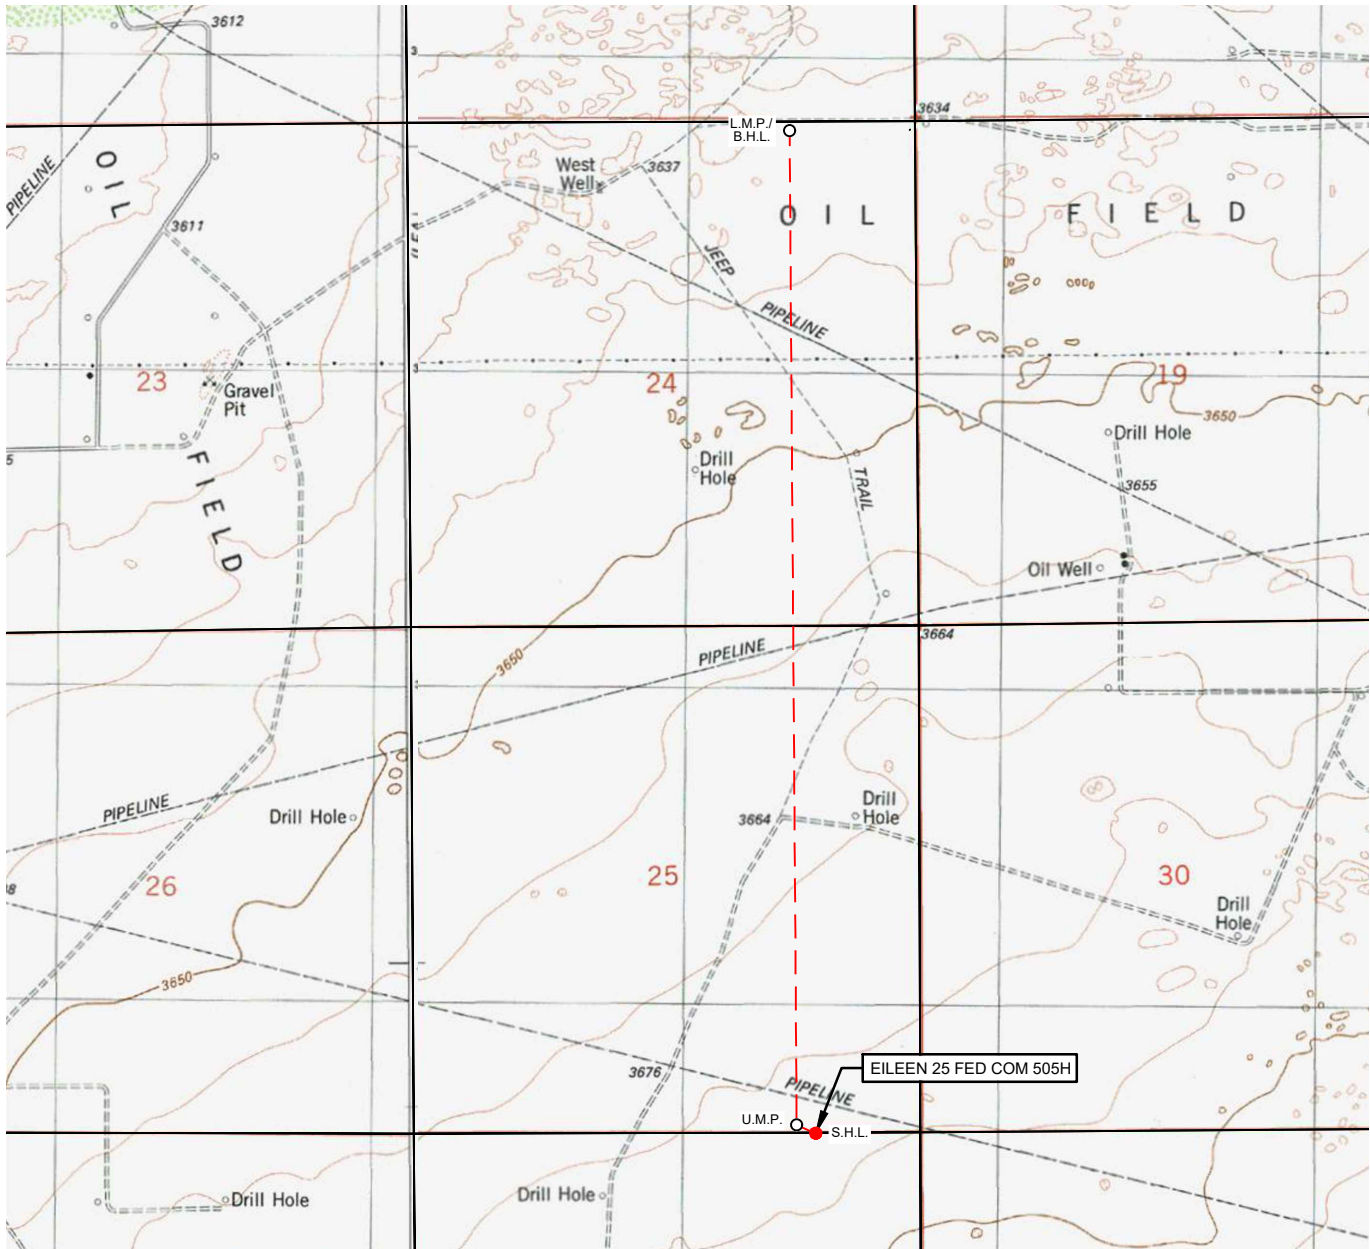 3612
3634
L.M.P./
B.H.L.
PIPELINE
OIL
West
Well
3637
OIL
FIELD
3611
JEEP
PIPELINE
23
Gravel
Pit
24
19
3650
Drill Hole
5
FIELD
Drill
Hole
TRAIL
3655
Oil Well
3664
PIPELINE
3650
PIPELINE
Drill Hole
3664
Drill
Hole
26
25
30
Drill
Hole
3650
EILEEN 25 FED COM 505H
3676
PIPELINE
U.M.P.
S.H.L.
Drill Hole
Drill Hole